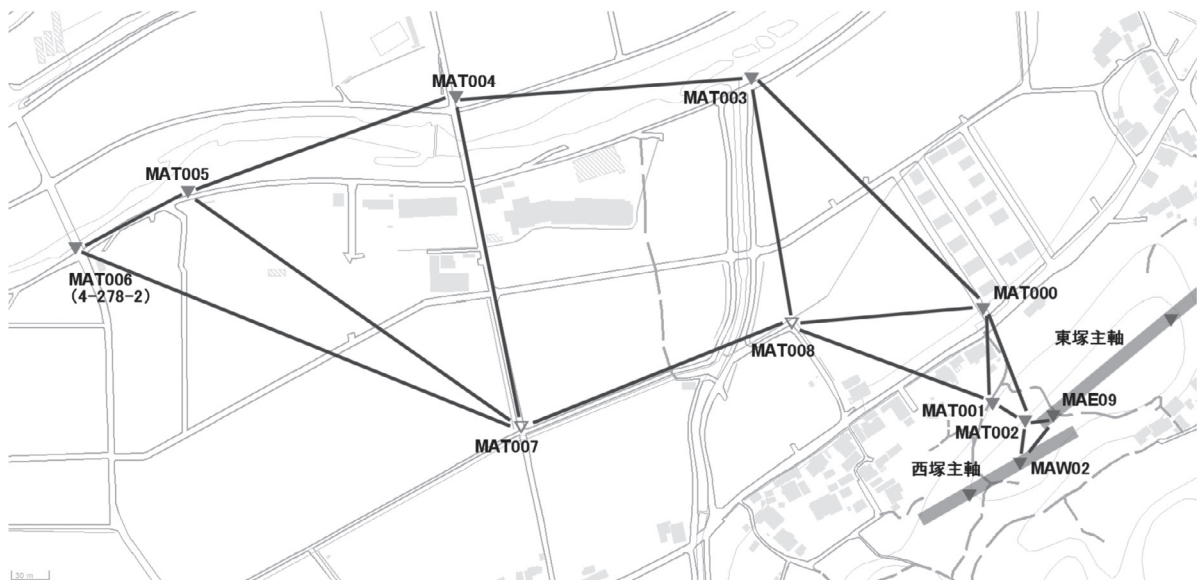 MAT004
MAT003
MAT005
MAT006
(4-278-2)
MAT000
東塚主軸
MAT008
MAT001
MAE09
MAT002
MAT007
西塚主軸
MAW02
30 m